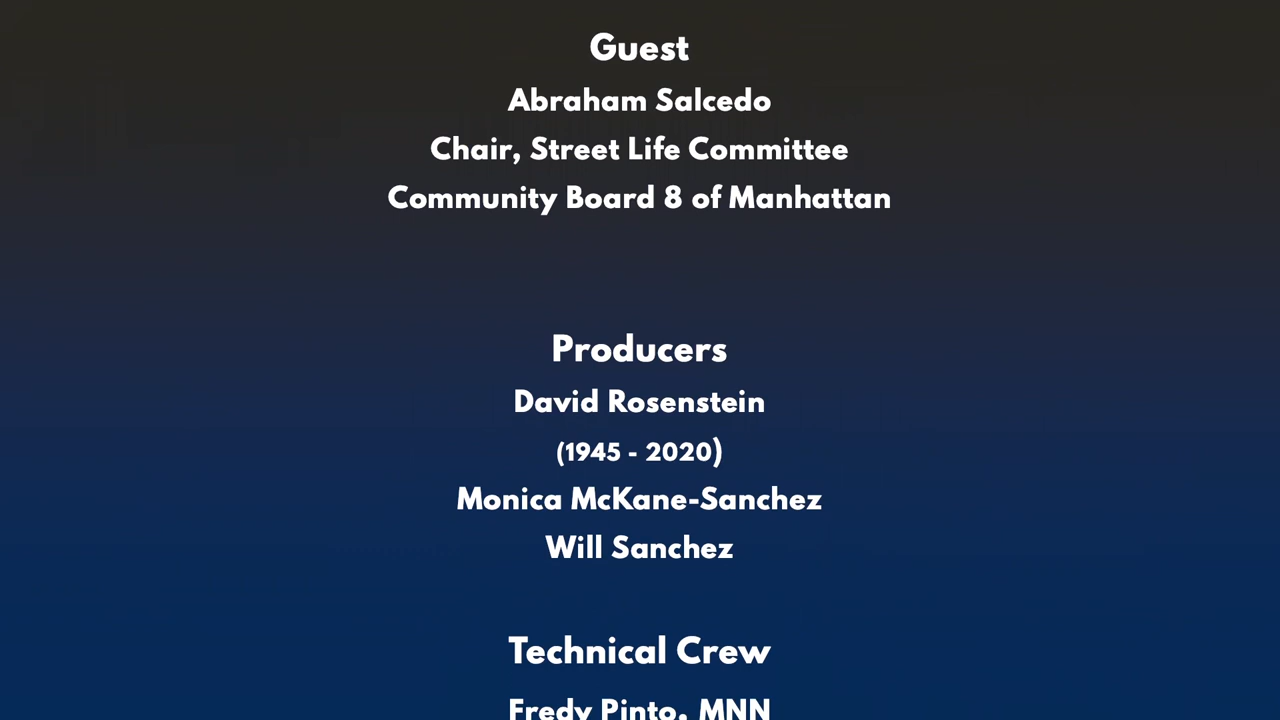 Guest
Abraham Salcedo
Chair, Street Life Committee
Community Board 8 of Manhattan
Producers
David Rosenstein
(1945 - 2020)
Monica McKane-Sanchez
Will Sanchez
Technical Crew
Fredy Pinto, MNN